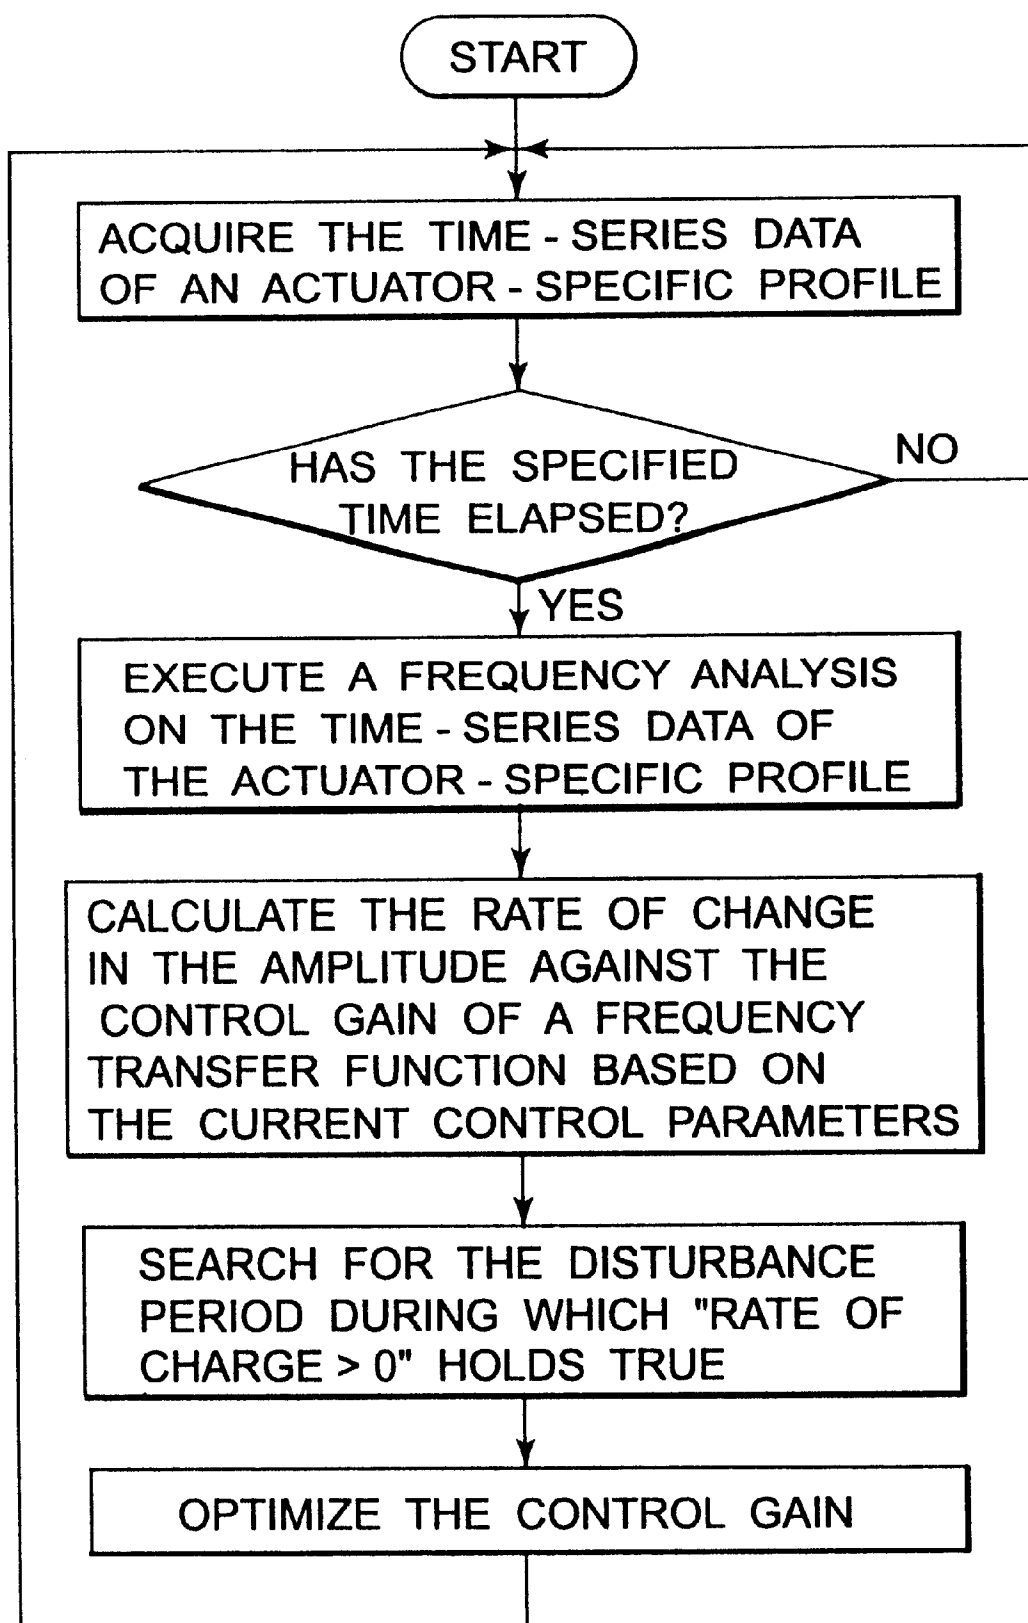 START
ACQUIRE THE TIME - SERIES DATA
OF AN ACTUATOR - SPECIFIC PROFILE
HAS THE SPECIFIED
TIME ELAPSED?
NO
YES
EXECUTE A FREQUENCY ANALYSIS
ON THE TIME - SERIES DATA OF
THE ACTUATOR - SPECIFIC PROFILE
CALCULATE THE RATE OF CHANGE
IN THE AMPLITUDE AGAINST THE
CONTROL GAIN OF A FREQUENCY
TRANSFER FUNCTION BASED ON
THE CURRENT CONTROL PARAMETERS
SEARCH FOR THE DISTURBANCE
PERIOD DURING WHICH "RATE OF
CHARGE > 0" HOLDS TRUE
OPTIMIZE THE CONTROL GAIN